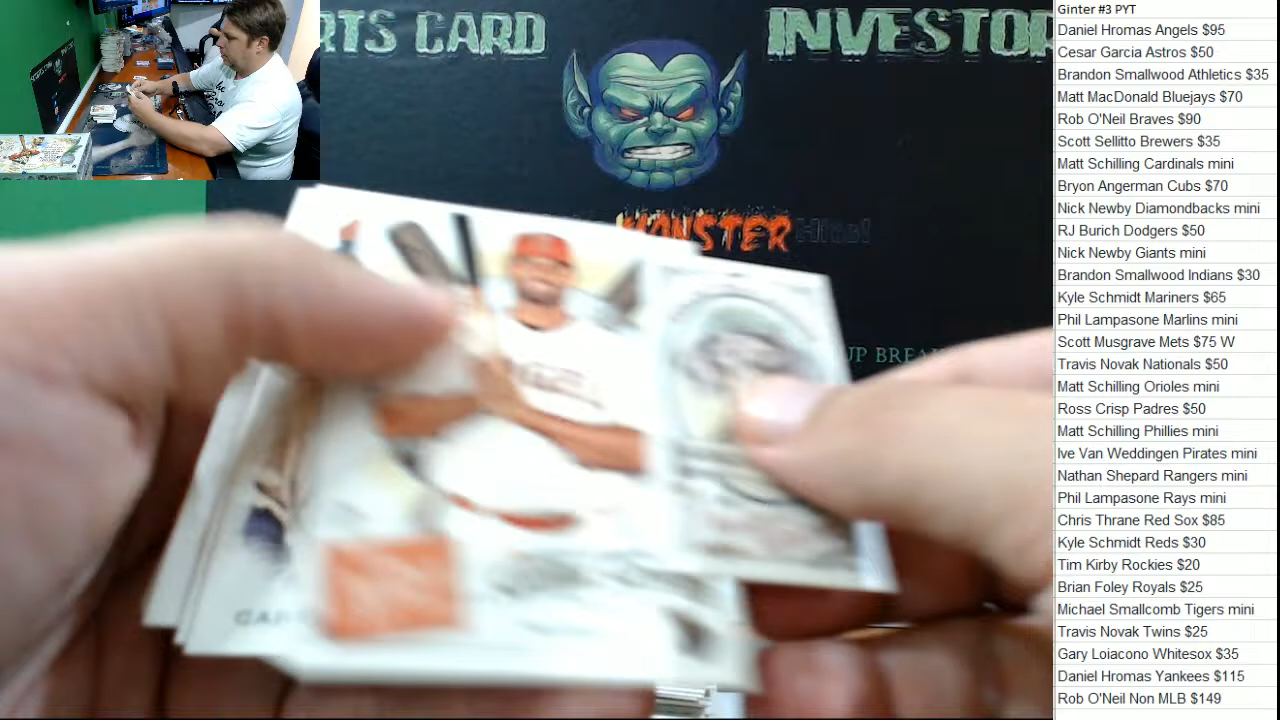 RTS CARD INVESTOR
MONSTER Hits!
UP BREA
Ginter #3 PYT
Daniel Hromas Angels $95
Cesar Garcia Astros $50
Brandon Smallwood Athletics $35
Matt MacDonald Bluejays $70
Rob O'Neil Braves $90
Scott Sellitto Brewers $35
Matt Schilling Cardinals mini
Bryon Angerman Cubs $70
Nick Newby Diamondbacks mini
RJ Burich Dodgers $50
Nick Newby Giants mini
Brandon Smallwood Indians $30
Kyle Schmidt Mariners $65
Phil Lampasone Marlins mini
Scott Musgrave Mets $75 W
Travis Novak Nationals $50
Matt Schilling Orioles mini
Ross Crisp Padres $50
Matt Schilling Phillies mini
Ive Van Weddingen Pirates mini
Nathan Shepard Rangers mini
Phil Lampasone Rays mini
Chris Thrane Red Sox $85
Kyle Schmidt Reds $30
Tim Kirby Rockies $20
Brian Foley Royals $25
Michael Smallcomb Tigers mini
Travis Novak Twins $25
Gary Loiacono Whitesox $35
Daniel Hromas Yankees $115
Rob O'Neil Non MLB $149